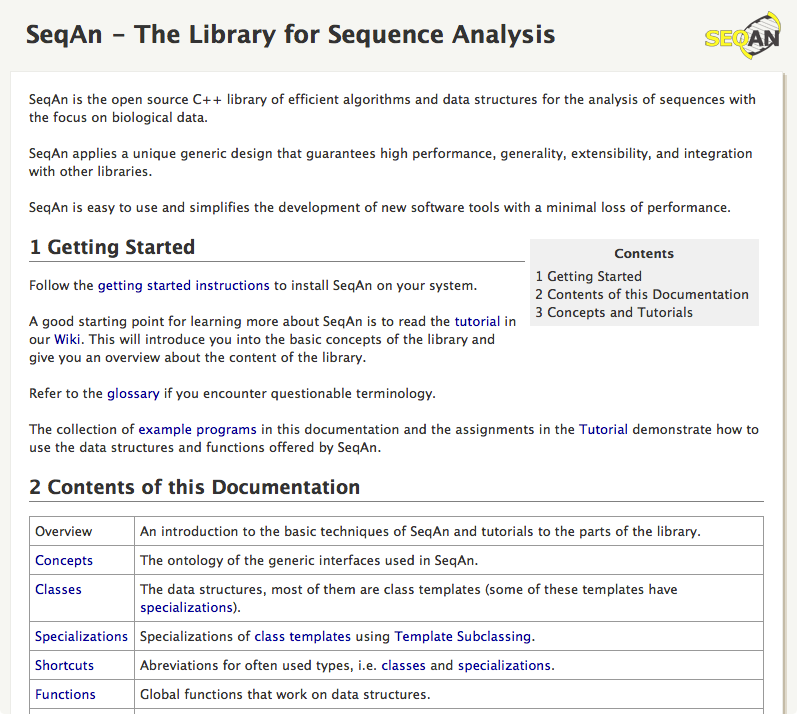 SeqAn – The Library for Sequence Analysis
SEQAN
SeqAn is the open source C++ library of efficient algorithms and data structures for the analysis of sequences with
the focus on biological data.
SeqAn applies a unique generic design that guarantees high performance, generality, extensibility, and integration
with other libraries.
SeqAn is easy to use and simplifies the development of new software tools with a minimal loss of performance.
1 Getting Started
Follow the getting started instructions to install SeqAn on your system.
A good starting point for learning more about SeqAn is to read the tutorial in
our Wiki. This will introduce you into the basic concepts of the library and
give you an overview about the content of the library.
Contents
1 Getting Started
2 Contents of this Documentation
3 Concepts and Tutorials
Refer to the glossary if you encounter questionable terminology.
The collection of example programs in this documentation and the assignments in the Tutorial demonstrate how to
use the data structures and functions offered by SeqAn.
2 Contents of this Documentation
Overview An introduction to the basic techniques of SeqAn and tutorials to the parts of the library.
Concepts The ontology of the generic interfaces used in SeqAn.
Classes The data structures, most of them are class templates (some of these templates have
specializations).
Specializations Specializations of class templates using Template Subclassing.
Shortcuts Abreviations for often used types, i.e. classes and specializations.
Functions Global functions that work on data structures.